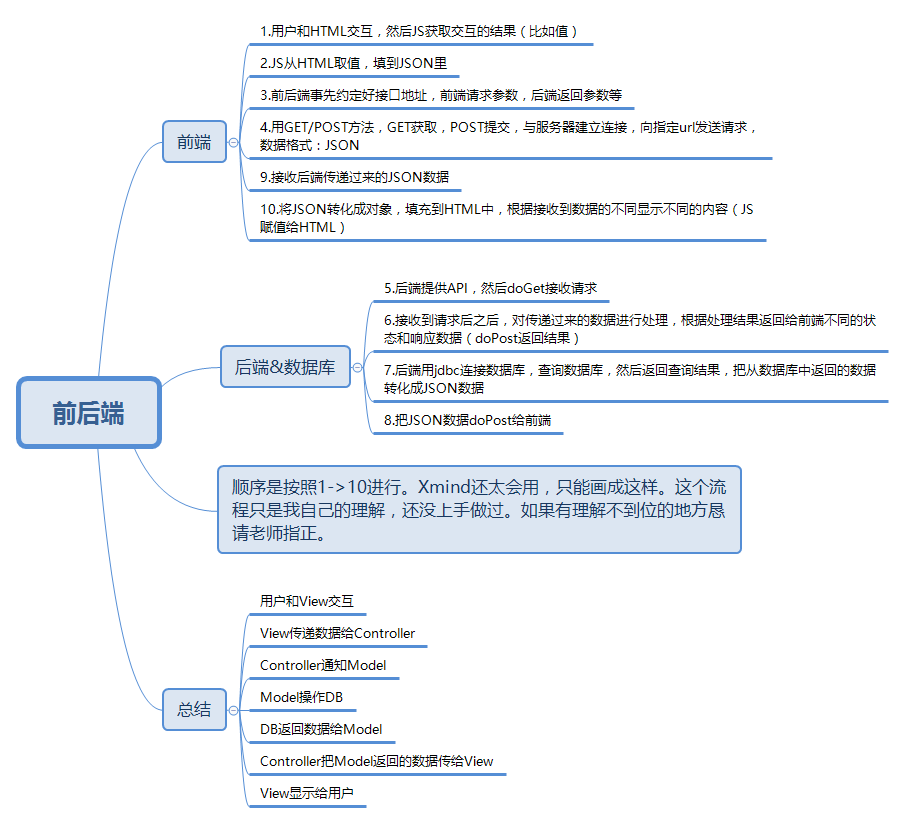 1.用户和HTML交互，然后JS获取交互的结果（比如值）
2.JS从HTML取值，填到JSON里
3.前后端事先约定好接口地址，前端请求参数，后端返回参数等
前端
4.用GET/POST方法，GET获取，POST提交，与服务器建立连接，向指定url发送请求，
数据格式：JSON
9.接收后端传递过来的JSON数据
10.将JSON转化成对象，填充到HTML中，根据接收到数据的不同显示不同的内容（JS
赋值给HTML）
5.后端提供API，然后doGet接收请求
6.接收到请求后之后，对传递过来的数据进行处理，根据处理结果返回给前端不同的状
态和响应数据（doPost返回结果）
后端&数据库
7.后端用jdbc连接数据库，查询数据库，然后返回查询结果，把从数据库中返回的数据
转化成JSON数据
8.把JSON数据doPost给前端
前后端
顺序是按照1->10进行。Xmind还太会用，只能画成这样。这个流
程只是我自己的理解，还没上手做过。如果有理解不到位的地方恳
请老师指正。
用户和View交互
View传递数据给Controller
Controller通知Model
总结
Model操作DB
DB返回数据给Model
Controller把Model返回的数据传给View
View显示给用户